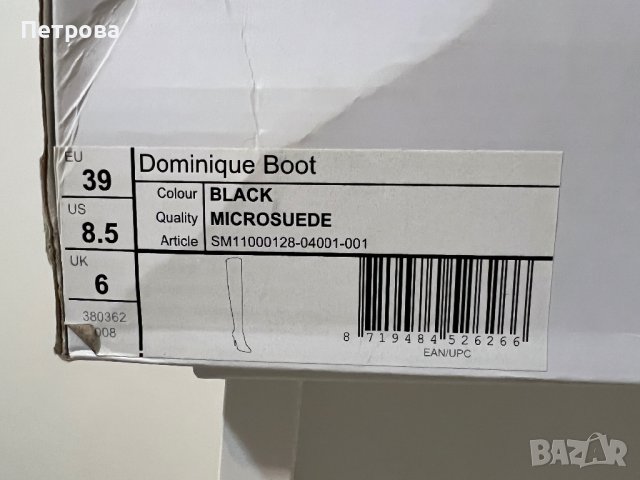 Петрова
EU
39
US
8.5
UK
6
380362
Dominique Boot
Colour BLACK
Quality MICROSUEDE
Article SM11000128-04001-001
8 719484 526266
EAN/UPC
BAZAR